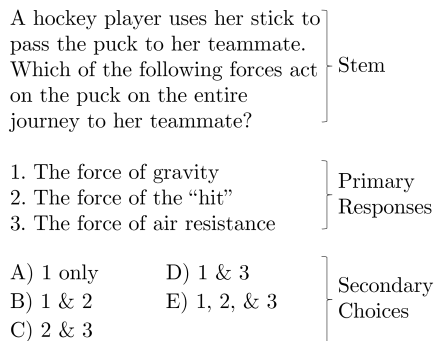 A hockey player uses her stick to
pass the puck to her teammate.
Which of the following forces act
on the puck on the entire
journey to her teammate?
Stem
1. The force of gravity
2. The force of the “hit”
3. The force of air resistance
Primary
Responses
A) 1 only D) 1 & 3
B) 1 & 2 E) 1, 2, & 3
C) 2 & 3
Secondary
Choices